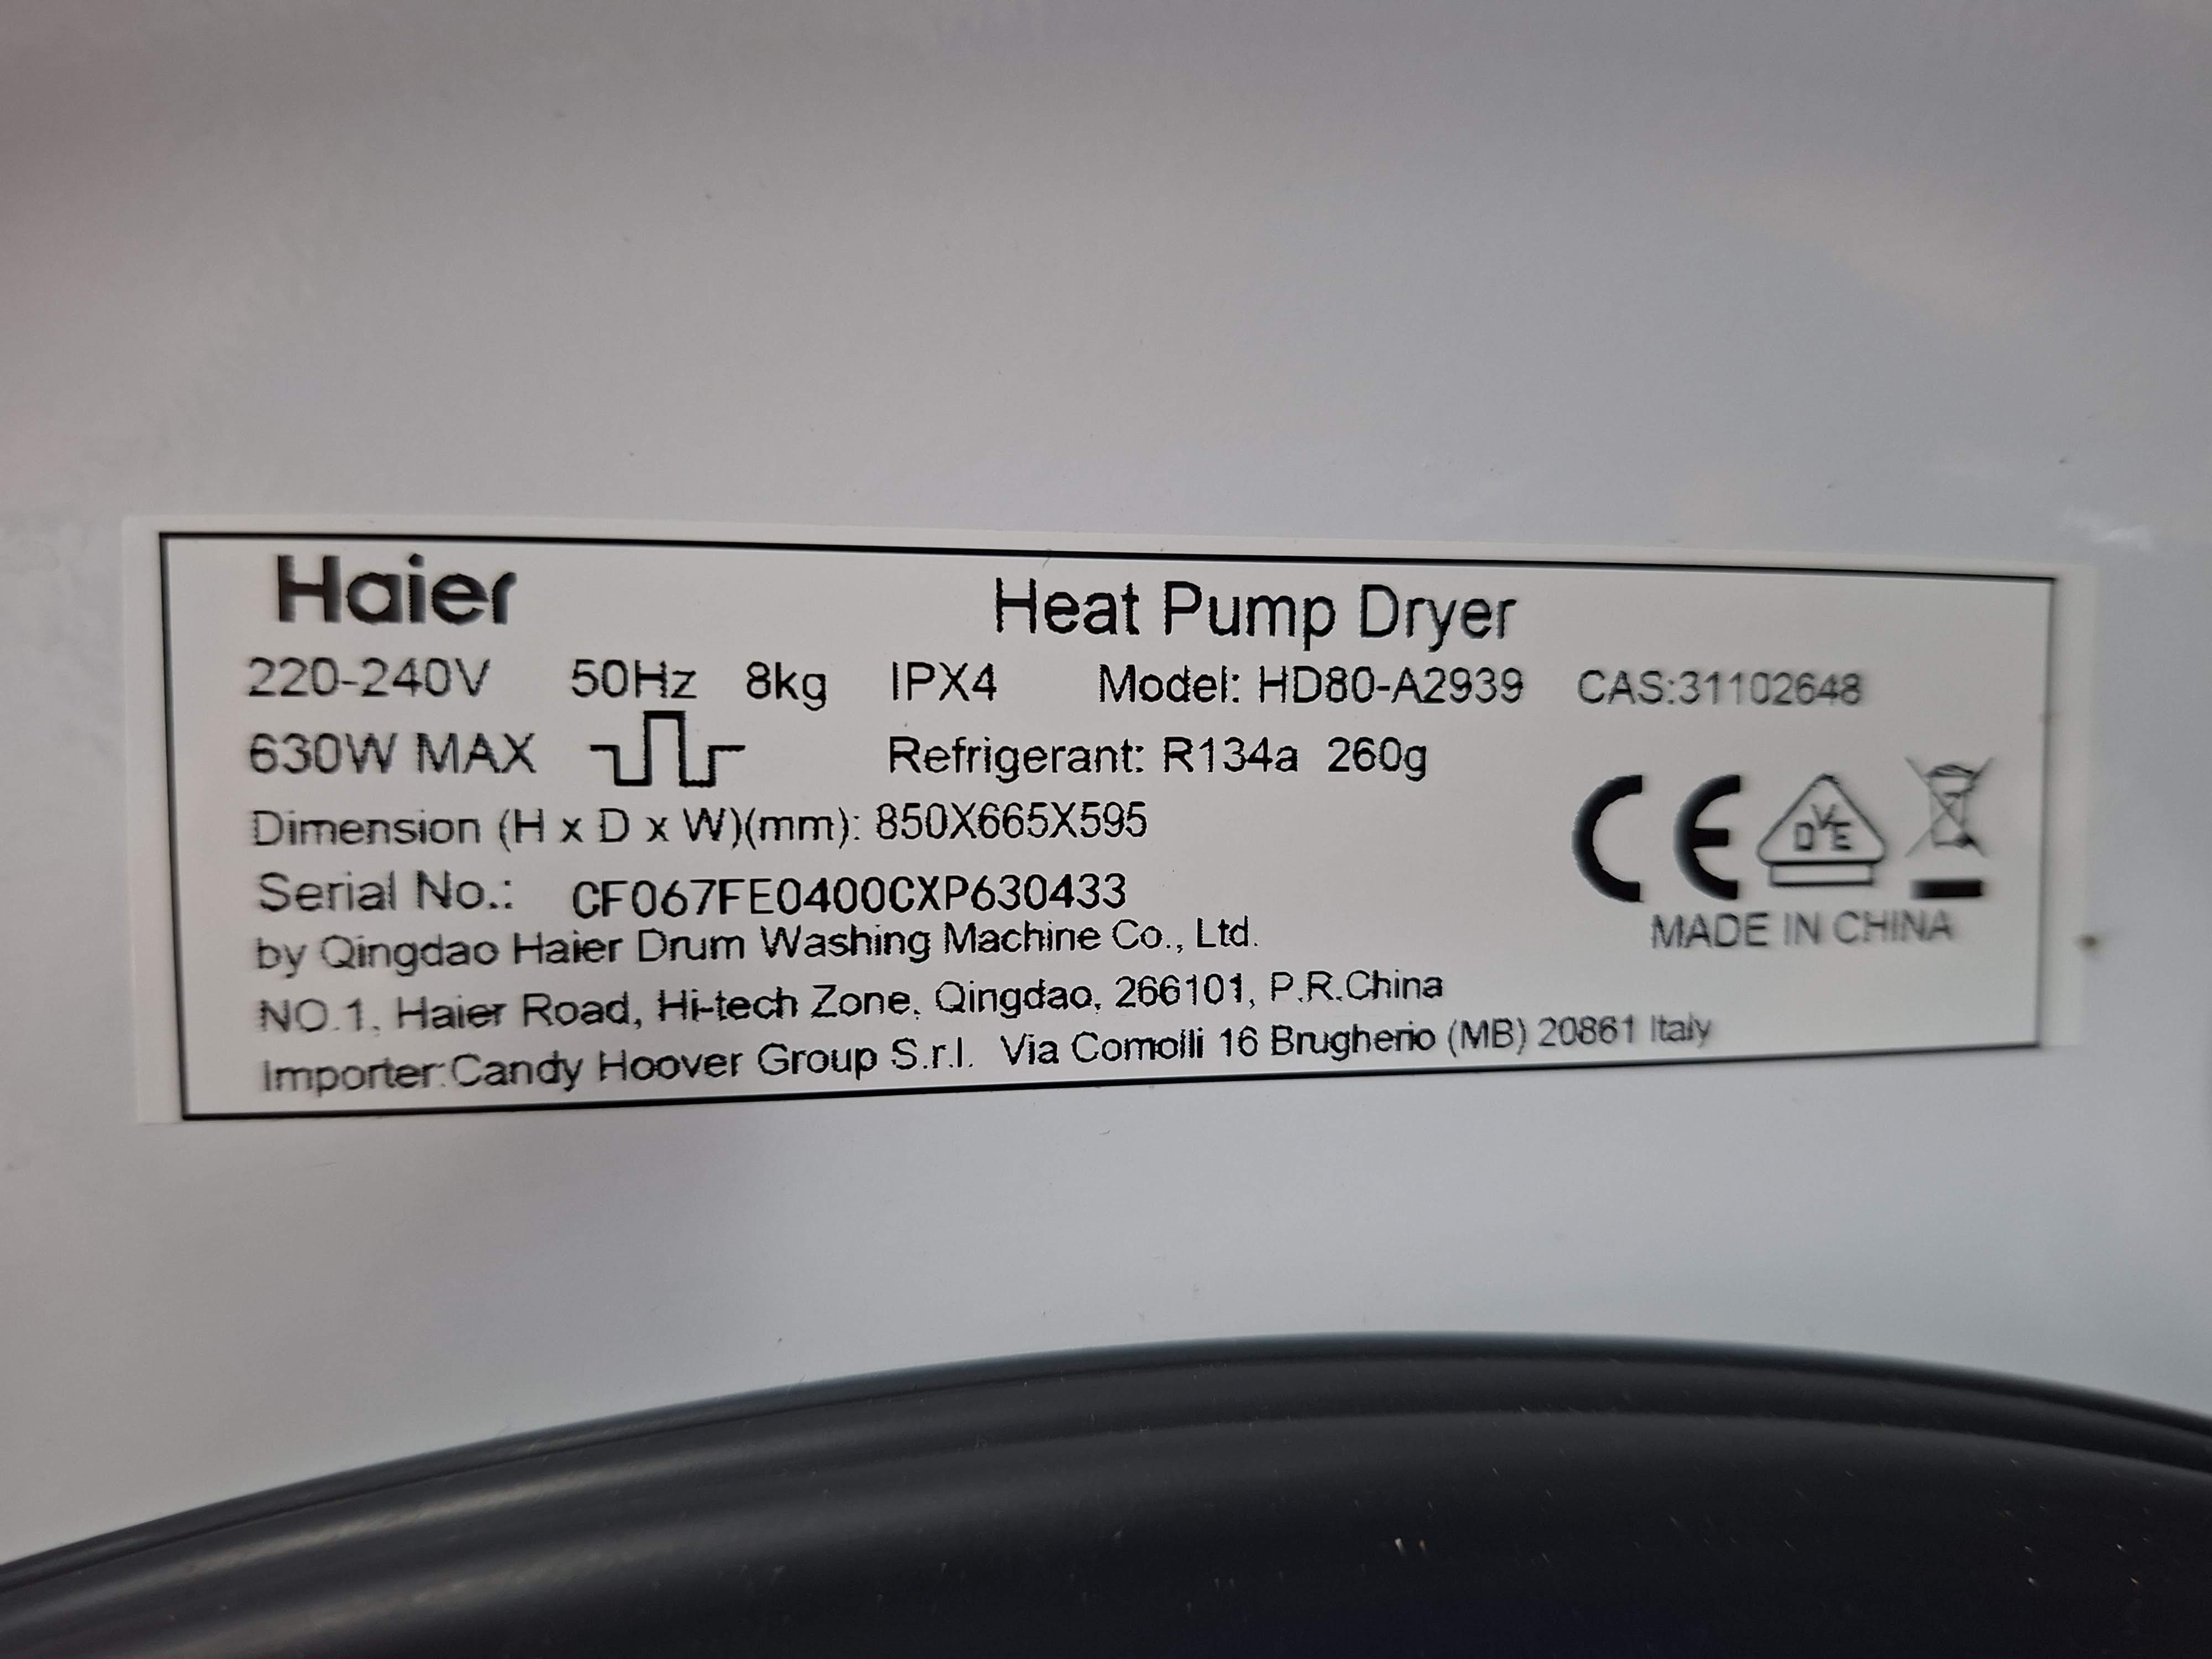 Haier Heat Pump Dryer
220-240V 50Hz 8kg IPX4 Model: HD80-A2939 CAS:31102648
630W MAX Refrigerant: R134a 260g
Dimension (H x D x W)(mm): 850X665X595
DVE
Serial No.: CF067FE0400CXP630433
MADE IN CHINA
by Qingdao Haier Drum Washing Machine Co., Ltd.
NO.1, Haier Road, Hi-tech Zone, Qingdao, 266101, P.R.China
Importer:Candy Hoover Group S.r.l. Via Comolli 16 Brugherio (MB) 20861 Italy